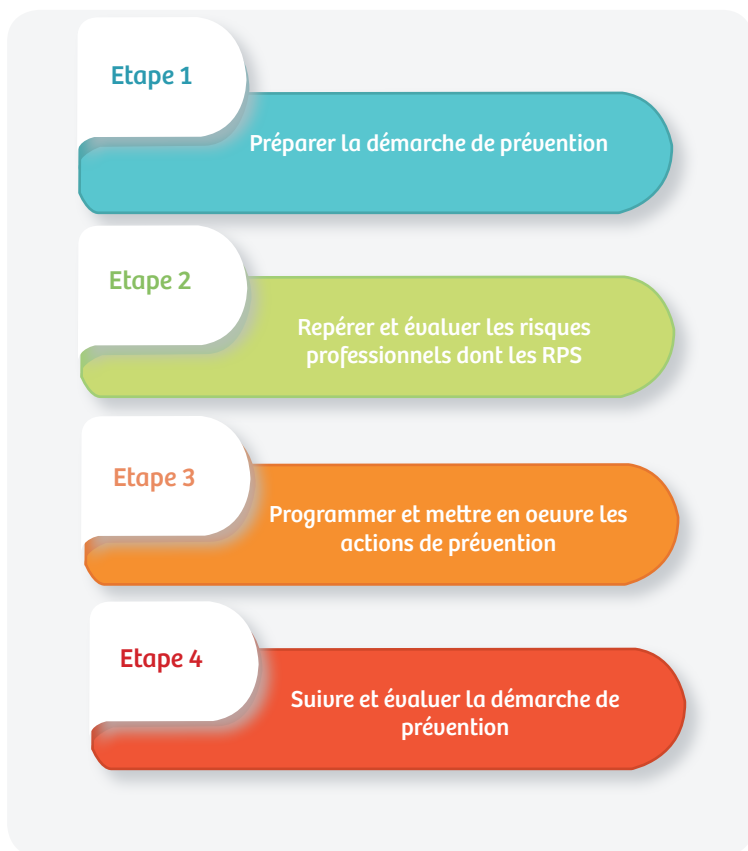 Etape 1
Préparer la démarche de prévention
Etape 2
Repérer et évaluer les risques
professionnels dont les RPS
Etape 3
Programmer et mettre en oeuvre les
actions de prévention
Etape 4
Suivre et évaluer la démarche de
prévention